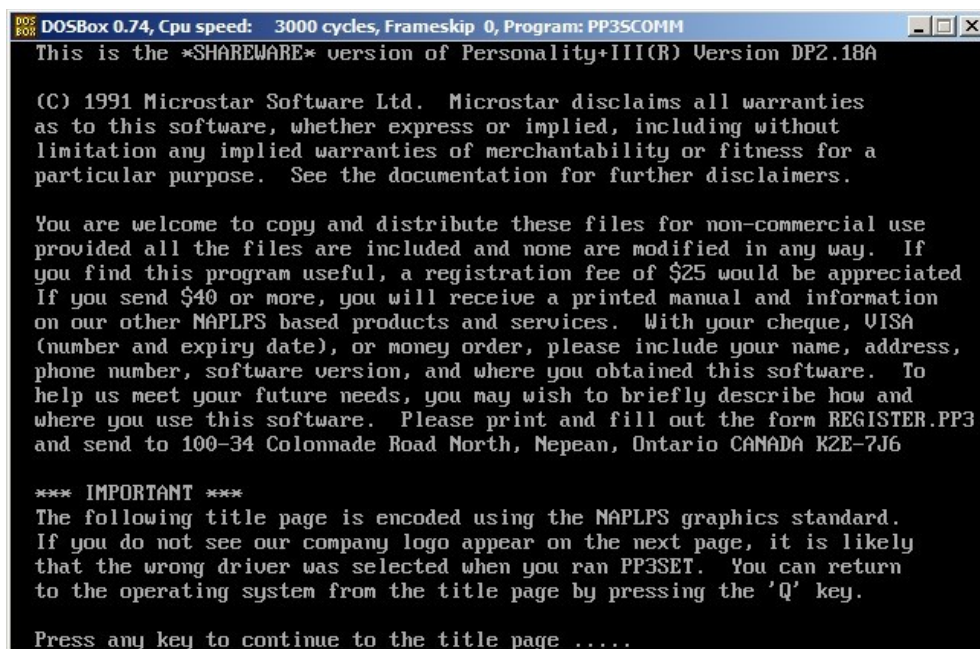 DOS BOX DOSBox 0.74, Cpu speed: 3000 cycles, Frameskip 0, Program: PP3SCOMM
This is the *SHAREWARE* version of Personality+III(R) Version DP2.18A
(C) 1991 Microstar Software Ltd. Microstar disclaims all warranties
as to this software, whether express or implied, including without
limitation any implied warranties of merchantability or fitness for a
particular purpose. See the documentation for further disclaimers.
You are welcome to copy and distribute these files for non-commercial use
provided all the files are included and none are modified in any way. If
you find this program useful, a registration fee of $25 would be appreciated
If you send $40 or more, you will receive a printed manual and information
on our other NAPLPS based products and services. With your cheque, VISA
(number and expiry date), or money order, please include your name, address,
phone number, software version, and where you obtained this software. To
help us meet your future needs, you may wish to briefly describe how and
where you use this software. Please print and fill out the form REGISTER.PP3
and send to 100-34 Colonnade Road North, Nepean, Ontario CANADA K2E-7J6
*** IMPORTANT ***
The following title page is encoded using the NAPLPS graphics standard.
If you do not see our company logo appear on the next page, it is likely
that the wrong driver was selected when you ran PP3SET. You can return
to the operating system from the title page by pressing the 'Q' key.
Press any key to continue to the title page .....